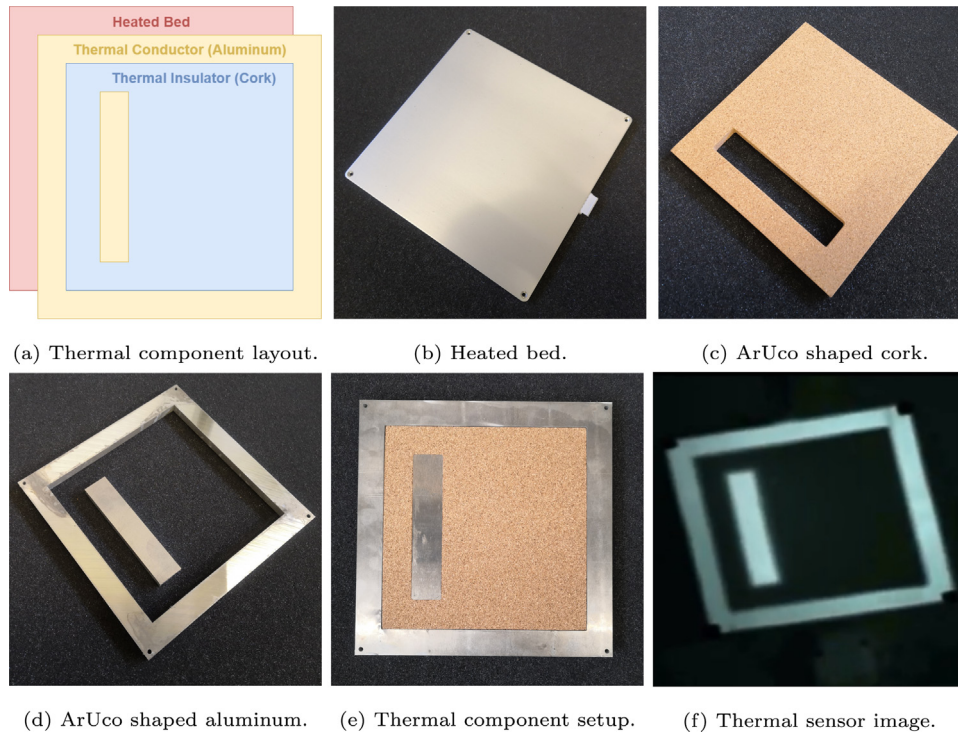 Heated Bed
Thermal Conductor (Aluminum)
Thermal Insulator (Cork)
(a) Thermal component layout.
(b) Heated bed.
(c) ArUco shaped cork.
(d) ArUco shaped aluminum.
(e) Thermal component setup.
(f) Thermal sensor image.